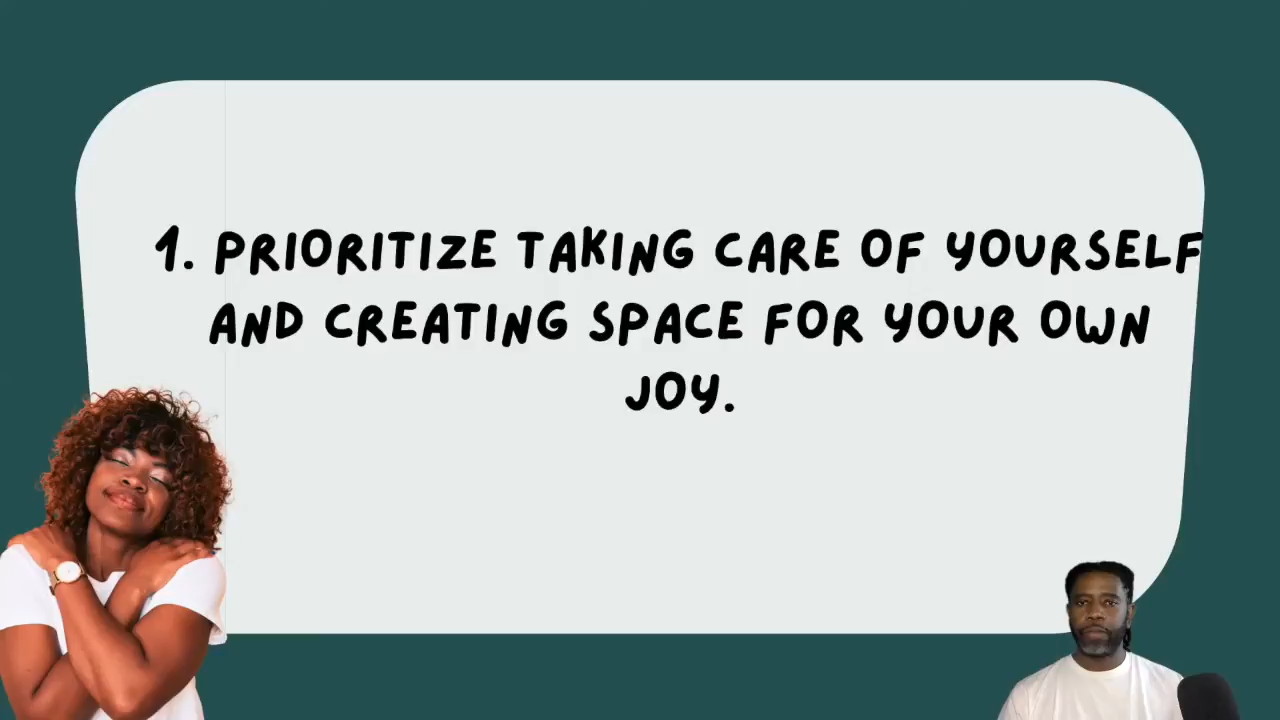 1. PRIORITIZE TAKING CARE OF YOURSELF
AND CREATING SPACE FOR YOUR OWN
JOY.